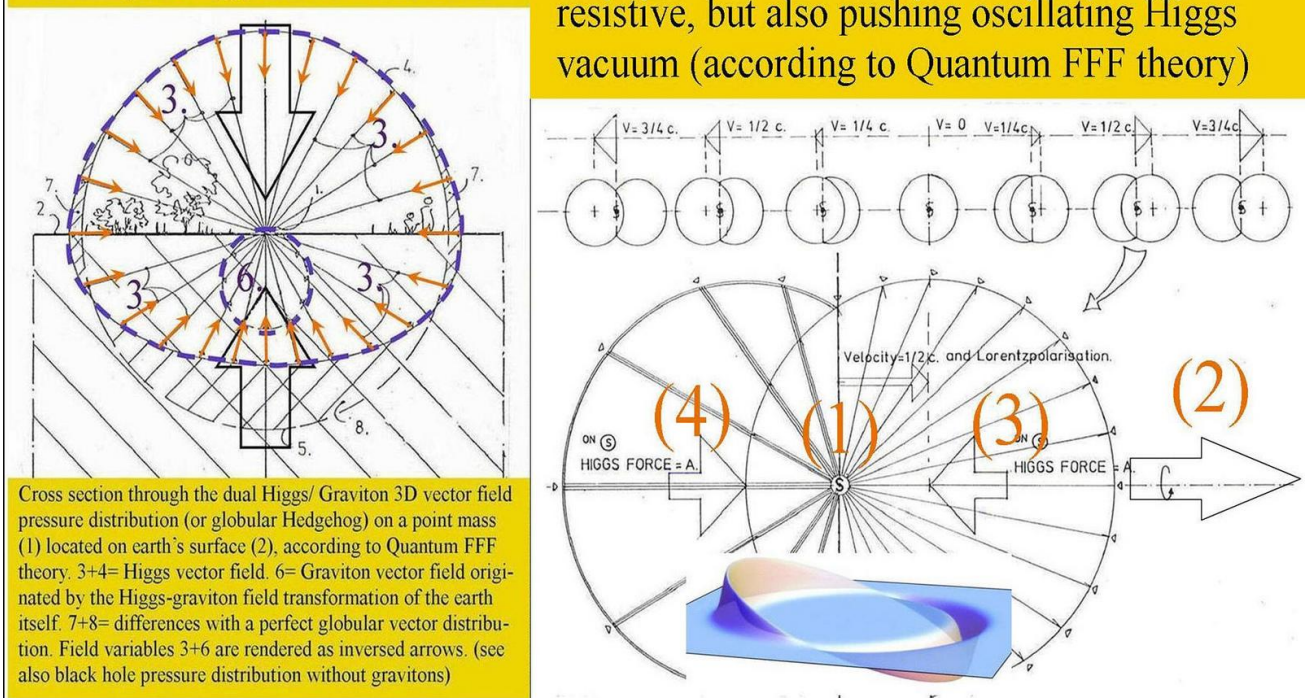 resistive, but also pushing oscillating Higgs
vacuum (according to Quantum FFF theory)
4.
3.
3.
7.
7.
2.
1.
3.
6.
3.
8.
5.
Cross section through the dual Higgs/ Graviton 3D vector field
pressure distribution (or globular Hedgehog) on a point mass
(1) located on earth`s surface (2), according to Quantum FFF
theory. 3+4= Higgs vector field. 6= Graviton vector field origi-
nated by the Higgs-graviton field transformation of the earth
itself. 7+8= differences with a perfect globular vector distribu-
tion. Field variables 3+6 are rendered as inversed arrows. (see
also black hole pressure distribution without gravitons)
V= 3/4 c. V= 1/2 c. V= 1/4 c. V= 0 V=1/4c. V=1/2c. V=3/4c.
+ S + S S S S S + S +
Velocity=1/2c. and Lorentzpolarisation.
(2)
(4) (1) (3)
ON S
HIGGS FORCE = A.
S
ON S
HIGGS FORCE = A.